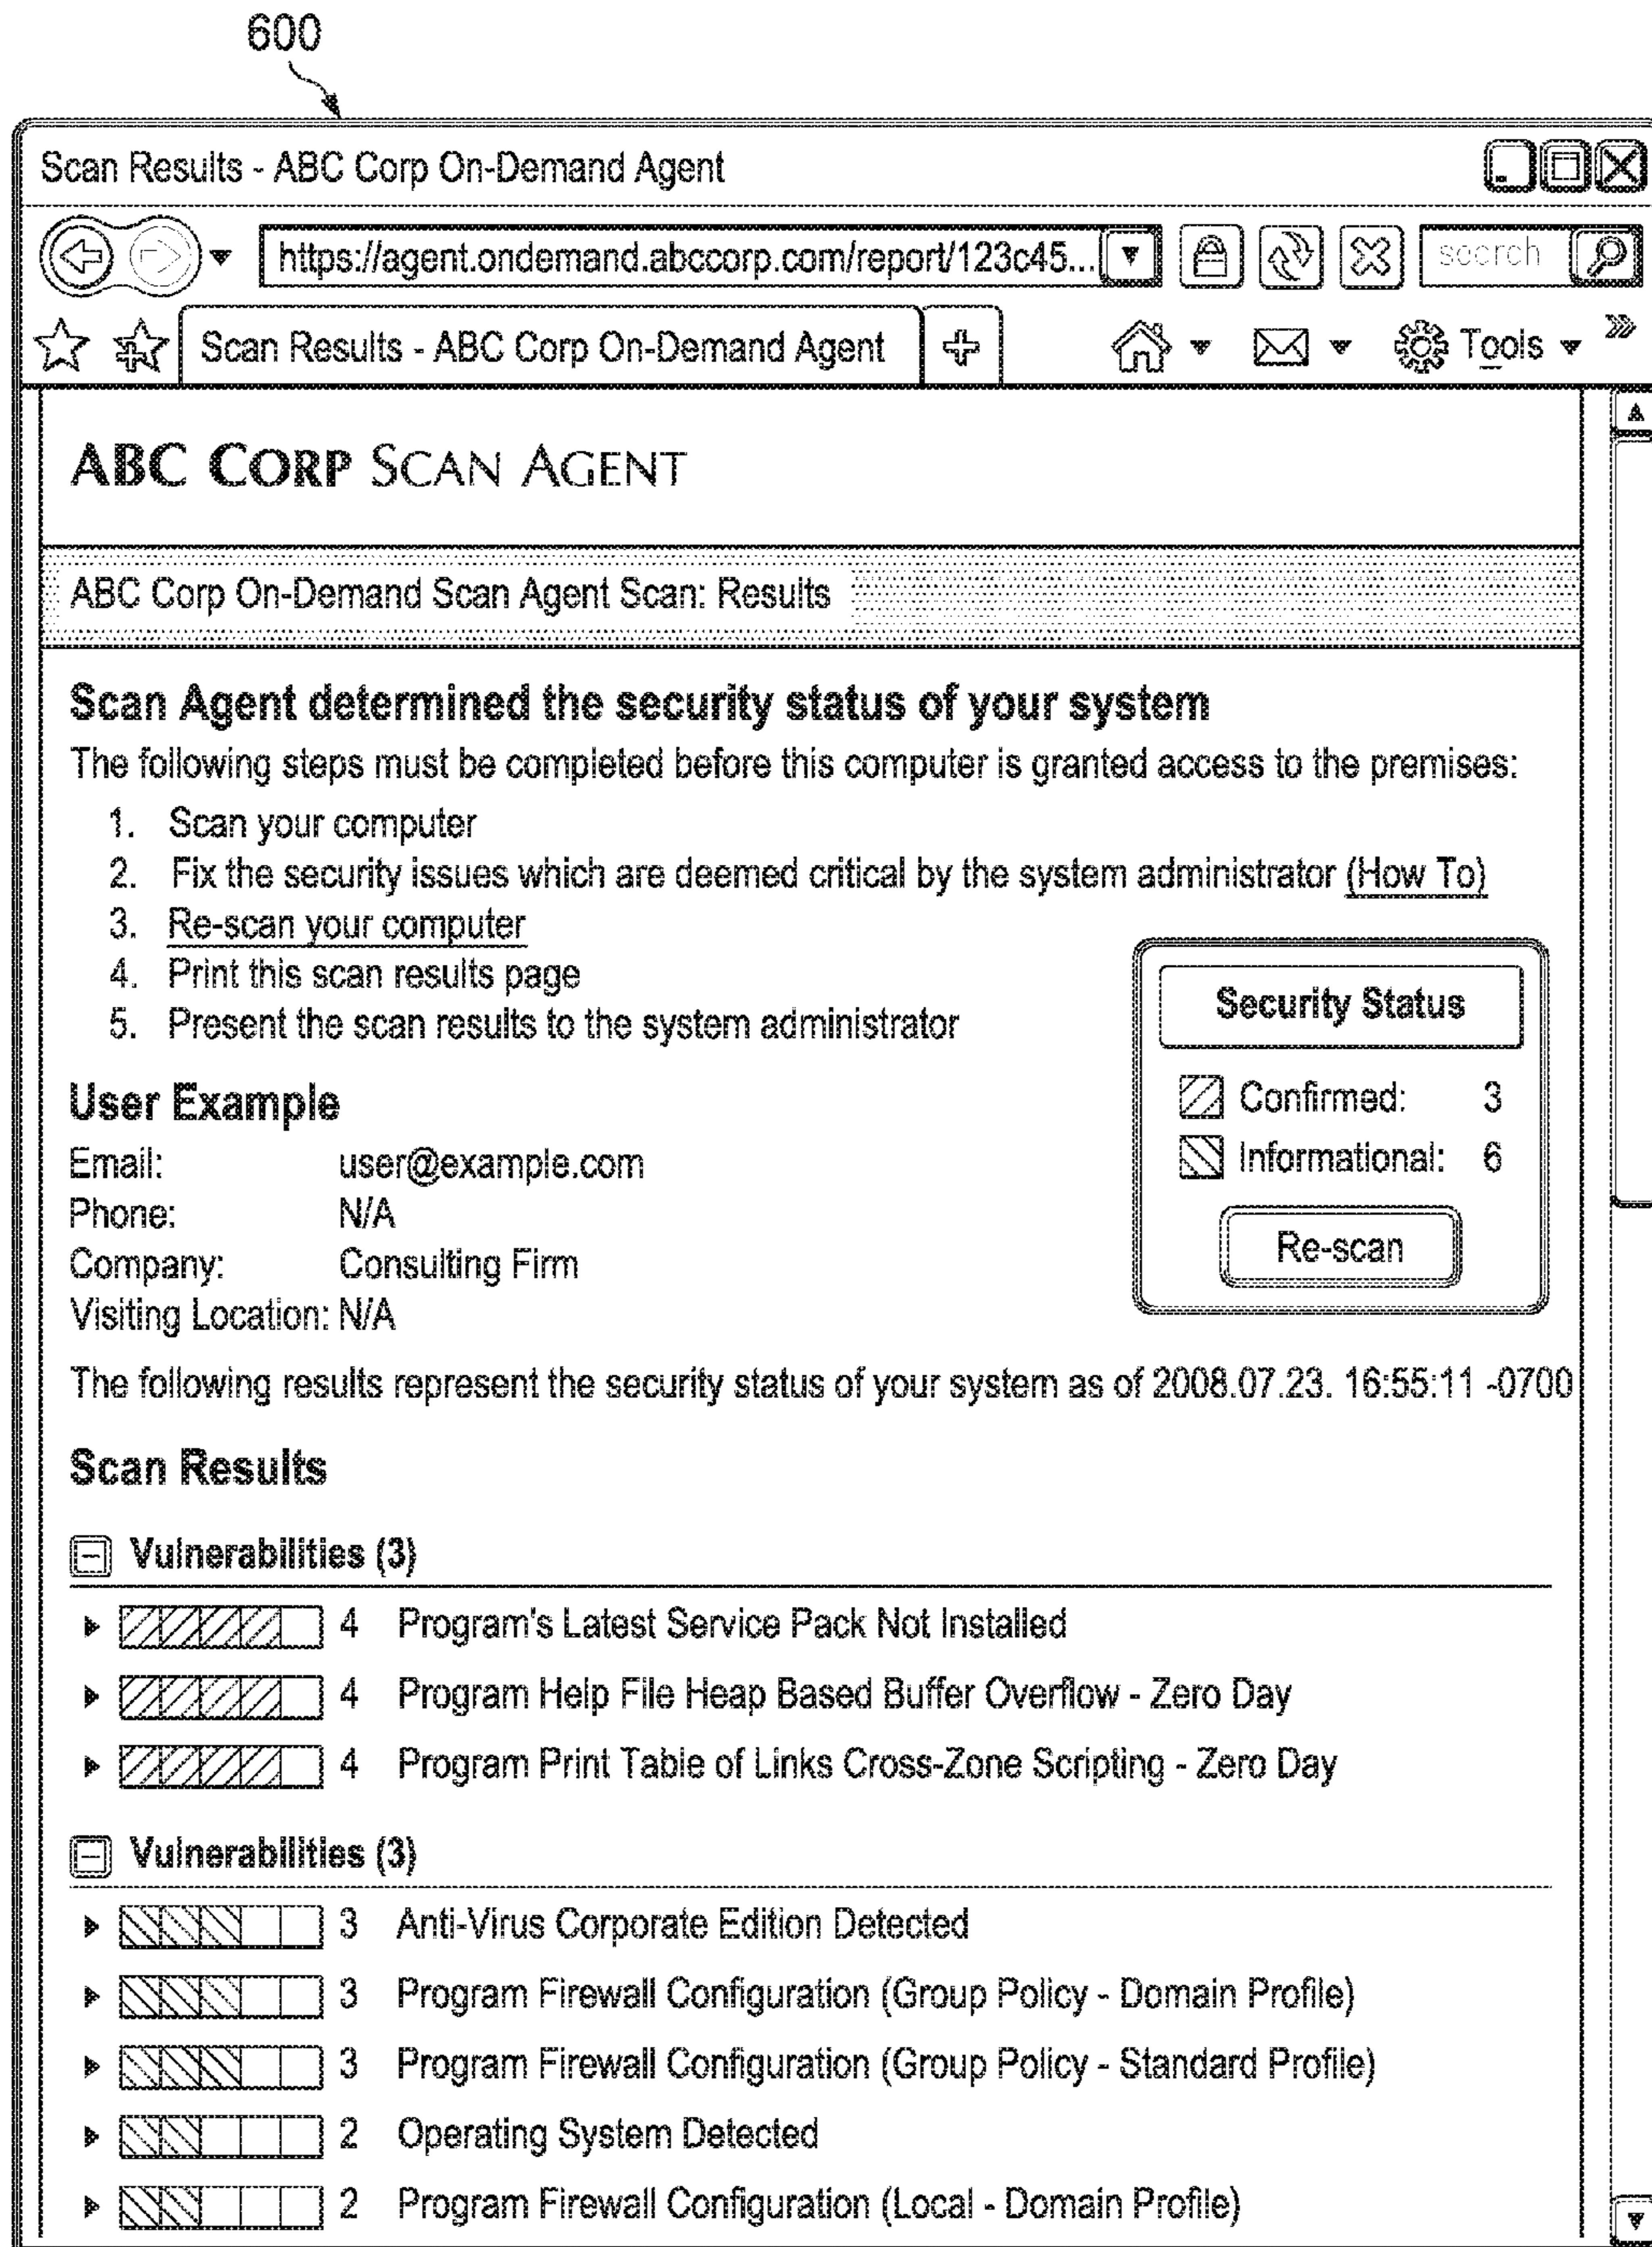 600
Scan Results - ABC Corp On-Demand Agent
https://agent.ondemand.abccorp.com/report/123c45...
search
Scan Results - ABC Corp On-Demand Agent
Tools
ABC CORP SCAN AGENT
ABC Corp On-Demand Scan Agent Scan: Results
Scan Agent determined the security status of your system
The following steps must be completed before this computer is granted access to the premises:
1. Scan your computer
2. Fix the security issues which are deemed critical by the system administrator (How To)
3. Re-scan your computer
4. Print this scan results page
5. Present the scan results to the system administrator
Security Status
Confirmed: 3
Informational: 6
Re-scan
User Example
Email: user@example.com
Phone: N/A
Company: Consulting Firm
Visiting Location: N/A
The following results represent the security status of your system as of 2008.07.23. 16:55:11 -0700
Scan Results
Vulnerabilities (3)
4 Program's Latest Service Pack Not Installed
4 Program Help File Heap Based Buffer Overflow - Zero Day
4 Program Print Table of Links Cross-Zone Scripting - Zero Day
Vulnerabilities (3)
3 Anti-Virus Corporate Edition Detected
3 Program Firewall Configuration (Group Policy - Domain Profile)
3 Program Firewall Configuration (Group Policy - Standard Profile)
2 Operating System Detected
2 Program Firewall Configuration (Local - Domain Profile)